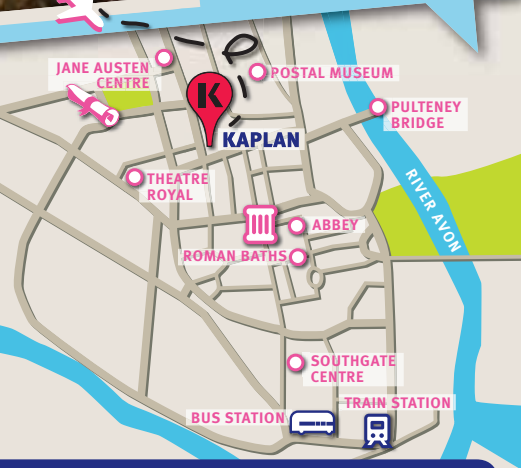 JANE AUSTEN
CENTRE
POSTAL MUSEUM
K
KAPLAN
PULTENEY
BRIDGE
THEATRE
ROYAL
RIVER AVON
ABBEY
ROMAN BATHS
SOUTHGATE
CENTRE
TRAIN STATION
BUS STATION